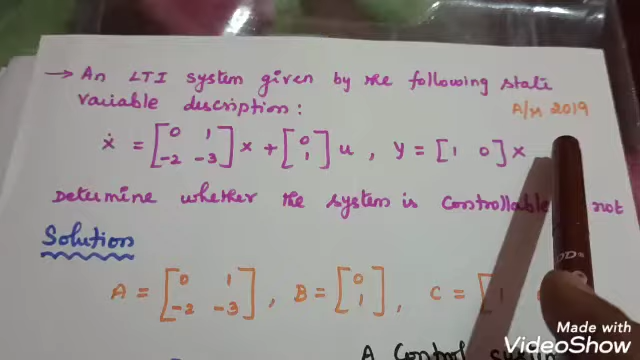 → An LTI system given by the following state
variable discription : A/M 2019
ẋ = [0 1 -2 -3] x + [0 1] u , y = [1 0] x
Determine whether the system is controllable not
Solution
A = [0 1 -2 -3] , B = [0 1] , C = [1
A Control
Made with
VideoShow